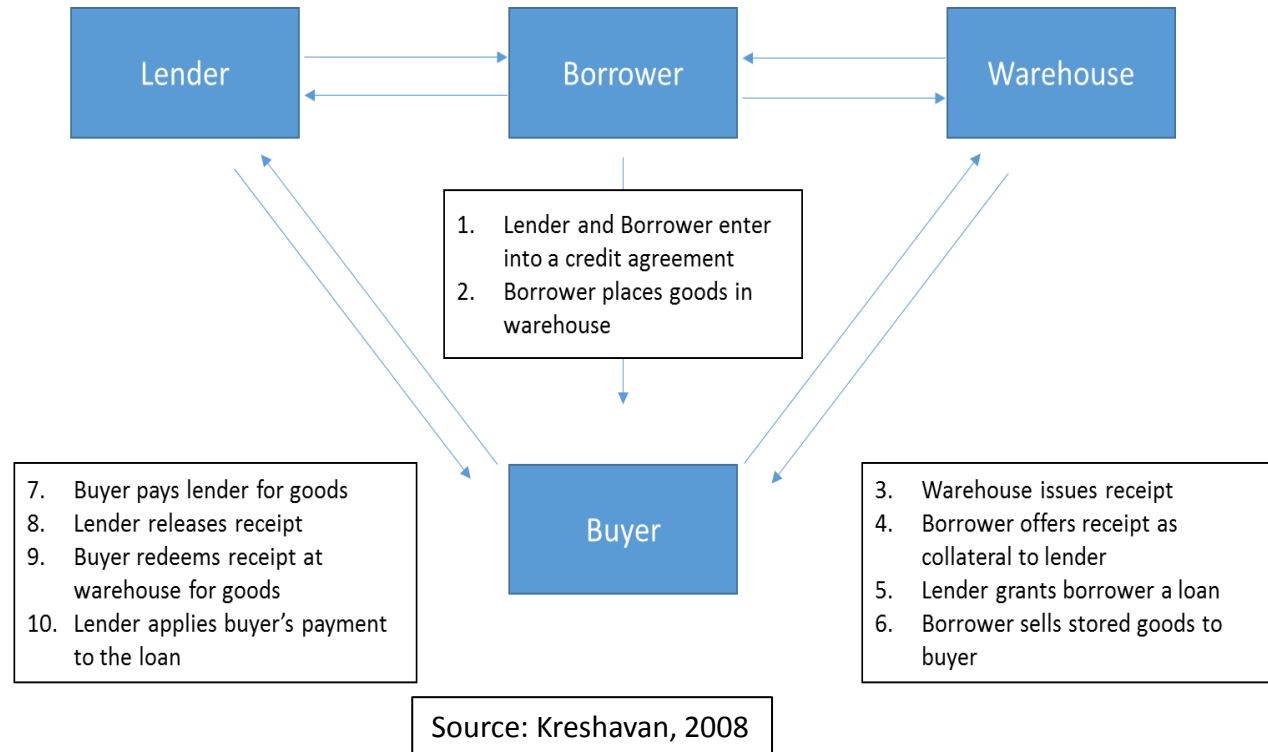 Lender
Borrower
Warehouse
1. Lender and Borrower enter
into a credit agreement
2. Borrower places goods in
warehouse
7. Buyer pays lender for goods
8. Lender releases receipt
9. Buyer redeems receipt at
warehouse for goods
10. Lender applies buyer's payment
to the loan
Buyer
3. Warehouse issues receipt
4. Borrower offers receipt as
collateral to lender
5. Lender grants borrower a loan
6. Borrower sells stored goods to
buyer
Source: Kreshavan, 2008